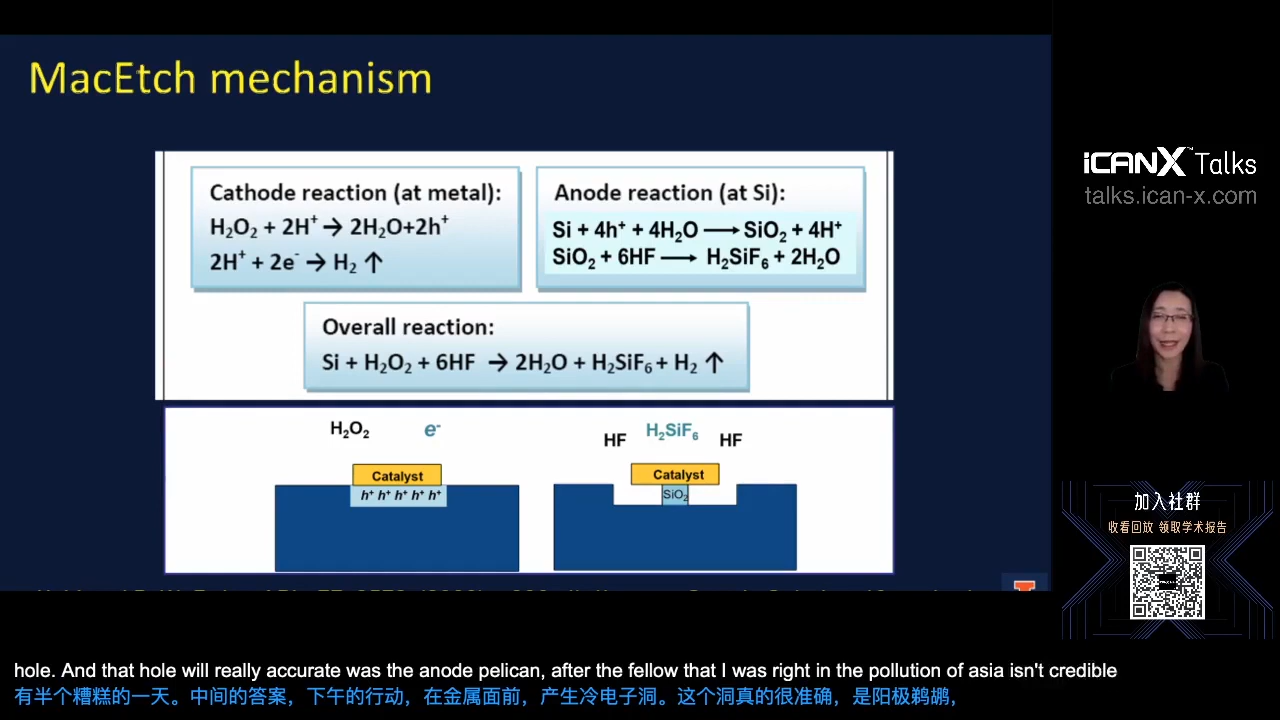 MacEtch mechanism
Cathode reaction (at metal):
H₂O₂ + 2H⁺ → 2H₂O+2h⁺
2H⁺ + 2e⁻ → H₂ ↑
Anode reaction (at Si):
Si + 4h⁺ + 4H₂O → SiO₂ + 4H⁺
SiO₂ + 6HF → H₂SiF₆ + 2H₂O
Overall reaction:
Si + H₂O₂ + 6HF → 2H₂O + H₂SiF₆ + H₂ ↑
H₂O₂ e⁻
Catalyst
h⁺ h⁺ h⁺ h⁺ h⁺
HF H₂SiF₆ HF
Catalyst
SiO₂
iCANX Talks
talks.ican-x.com
加入社群
收看回放 领取学术报告
hole. And that hole will really accurate was the anode pelican, after the fellow that I was right in the pollution of asia isn't credible
有半个糟糕的一天。中间的答案，下午的行动，在金属面前，产生冷电子洞。这个洞真的很准确，是阳极鹈鹕，